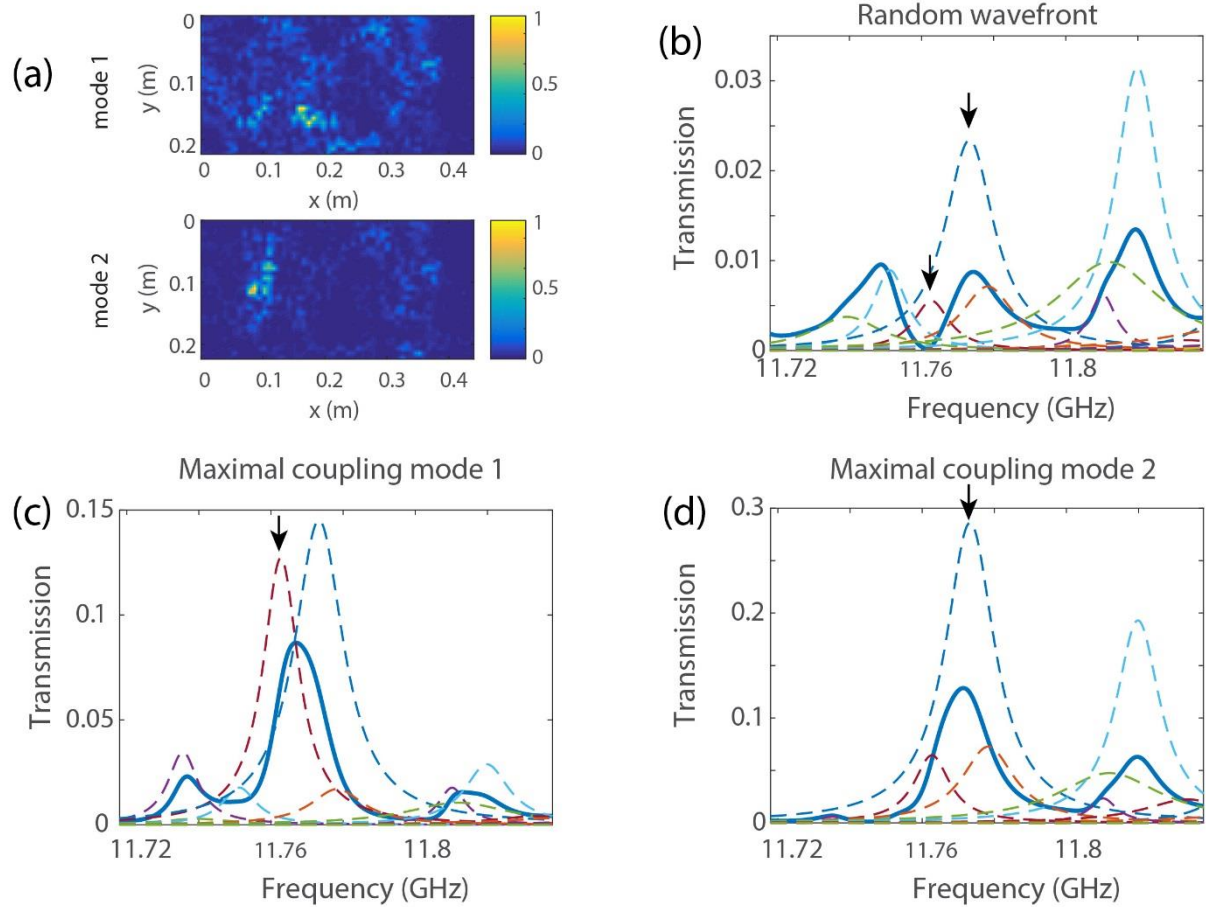 (a)
mode 1
y (m)
0
0.1
0.2
0 0.1 0.2 0.3 0.4
x (m)
1
0.5
0
mode 2
y (m)
0
0.1
0.2
0 0.1 0.2 0.3 0.4
x (m)
1
0.5
0
(b)
Random wavefront
Transmission
0.03
0.02
0.01
0
11.72 11.76 11.8
Frequency (GHz)
(c)
Maximal coupling mode 1
Transmission
0.15
0.1
0.05
0
11.72 11.76 11.8
Frequency (GHz)
(d)
Maximal coupling mode 2
Transmission
0.3
0.2
0.1
0
11.72 11.76 11.8
Frequency (GHz)